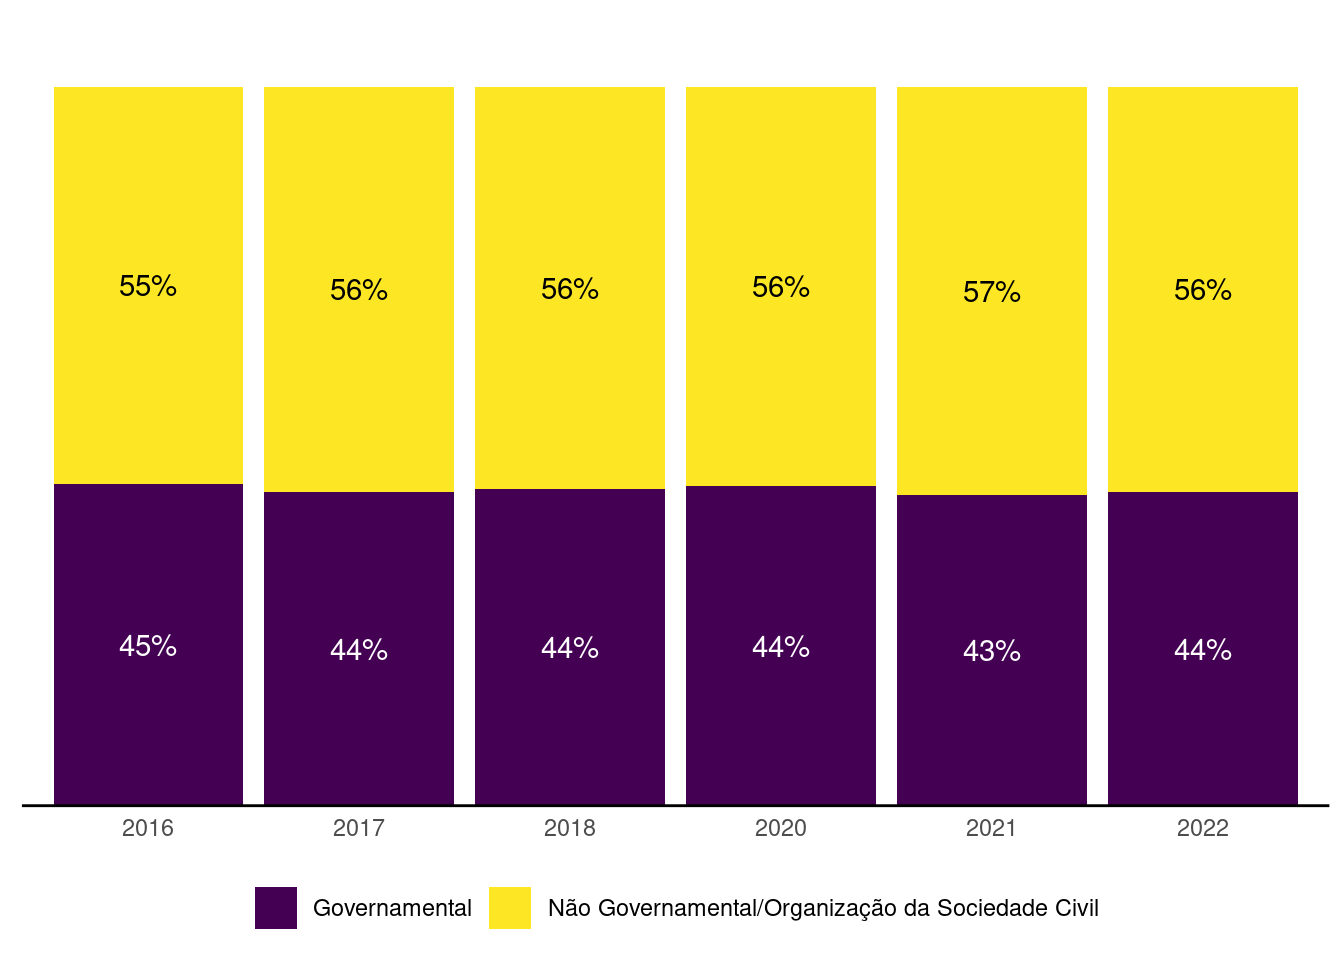 55% 56% 56% 56% 57% 56%
45% 44% 44% 44% 43% 44%
2016 2017 2018 2020 2021 2022
Governamental Não Governamental/Organização da Sociedade Civil